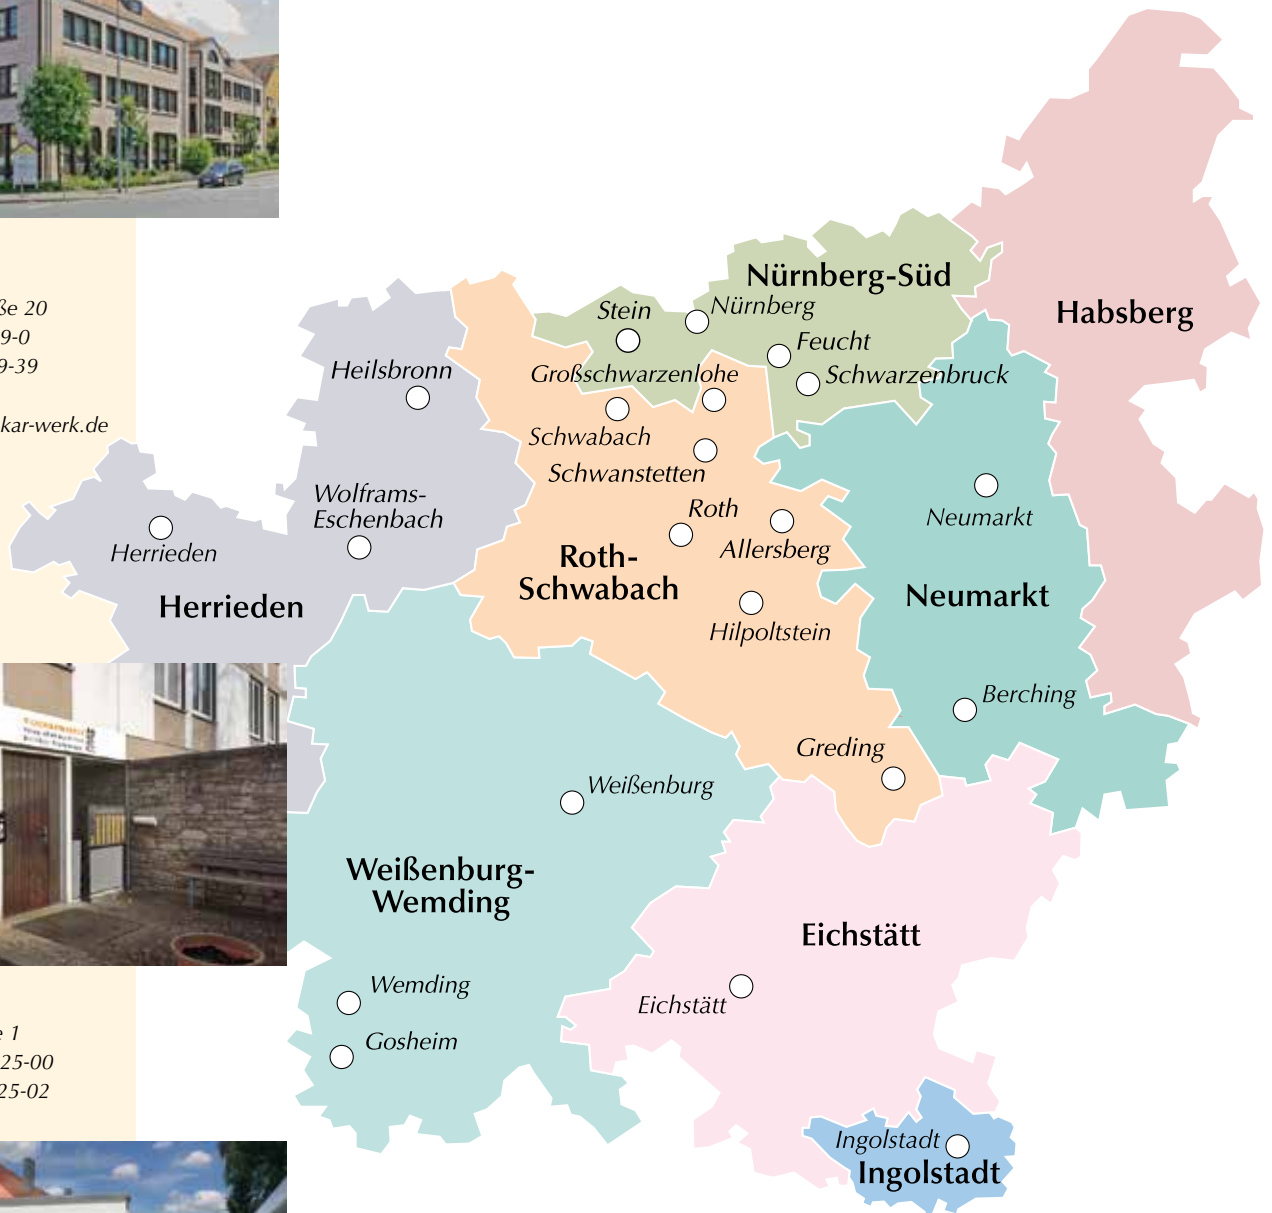 ße 20
9-0
9-39
kar-werk.de
e 1
25-00
25-02
Nürnberg-Süd
Stein
Nürnberg
Habsberg
Feucht
Heilsbronn
Großschwarzenlohe
Schwarzenbruck
Schwabach
Schwanstetten
Wolframs-
Eschenbach
Roth
Neumarkt
Herrieden
Allersberg
Roth-
Schwabach
Neumarkt
Herrieden
Hilpoltstein
Berching
Greding
Weißenburg
Weißenburg-
Wemding
Eichstätt
Wemding
Eichstätt
Gosheim
Ingolstadt
Ingolstadt